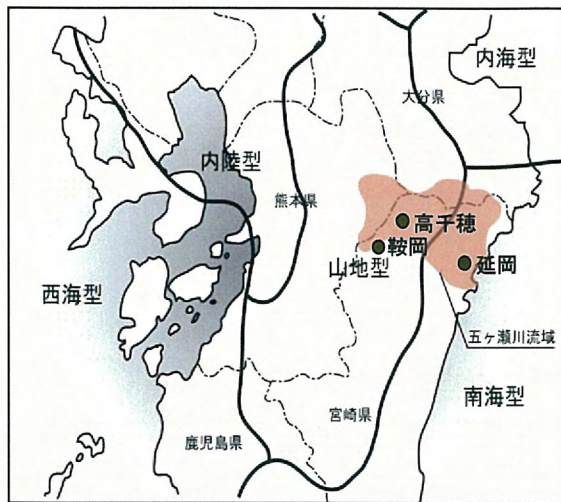 内海型
大分県
内陸型
熊本県
高千穂
鞍岡
山地型
延岡
西海型
五ヶ瀬川流域
南海型
宮崎県
鹿児島県